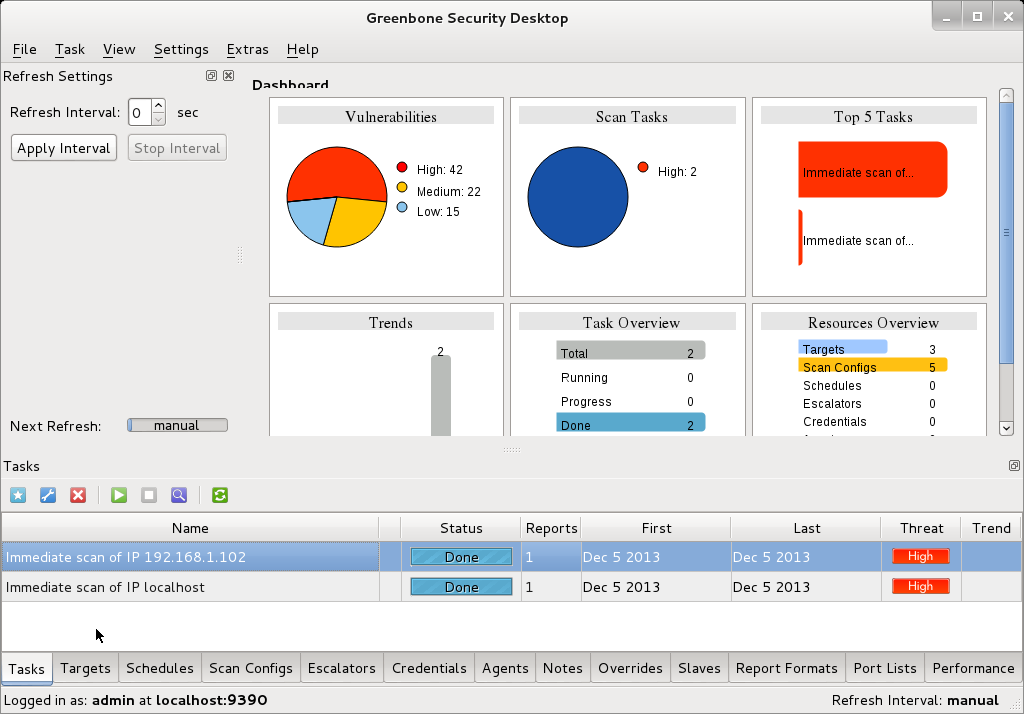 Greenbone Security Desktop
File Task View Settings Extras Help
Refresh Settings
Refresh Interval: 0 sec
Apply Interval Stop Interval
Next Refresh: manual
Dashboard
Vulnerabilities
High: 42
Medium: 22
Low: 15
Scan Tasks
High: 2
Top 5 Tasks
Immediate scan of...
Immediate scan of...
Trends
2
Task Overview
Total 2
Running 0
Progress 0
Done 2
Resources Overview
Targets 3
Scan Configs 5
Schedules 0
Escalators 0
Credentials 0
Tasks
Name Status Reports First Last Threat Trend
Immediate scan of IP 192.168.1.102 Done 1 Dec 5 2013 Dec 5 2013 High
Immediate scan of IP localhost Done 1 Dec 5 2013 Dec 5 2013 High
Tasks Targets Schedules Scan Configs Escalators Credentials Agents Notes Overrides Slaves Report Formats Port Lists Performance
Logged in as: admin at localhost:9390 Refresh Interval: manual